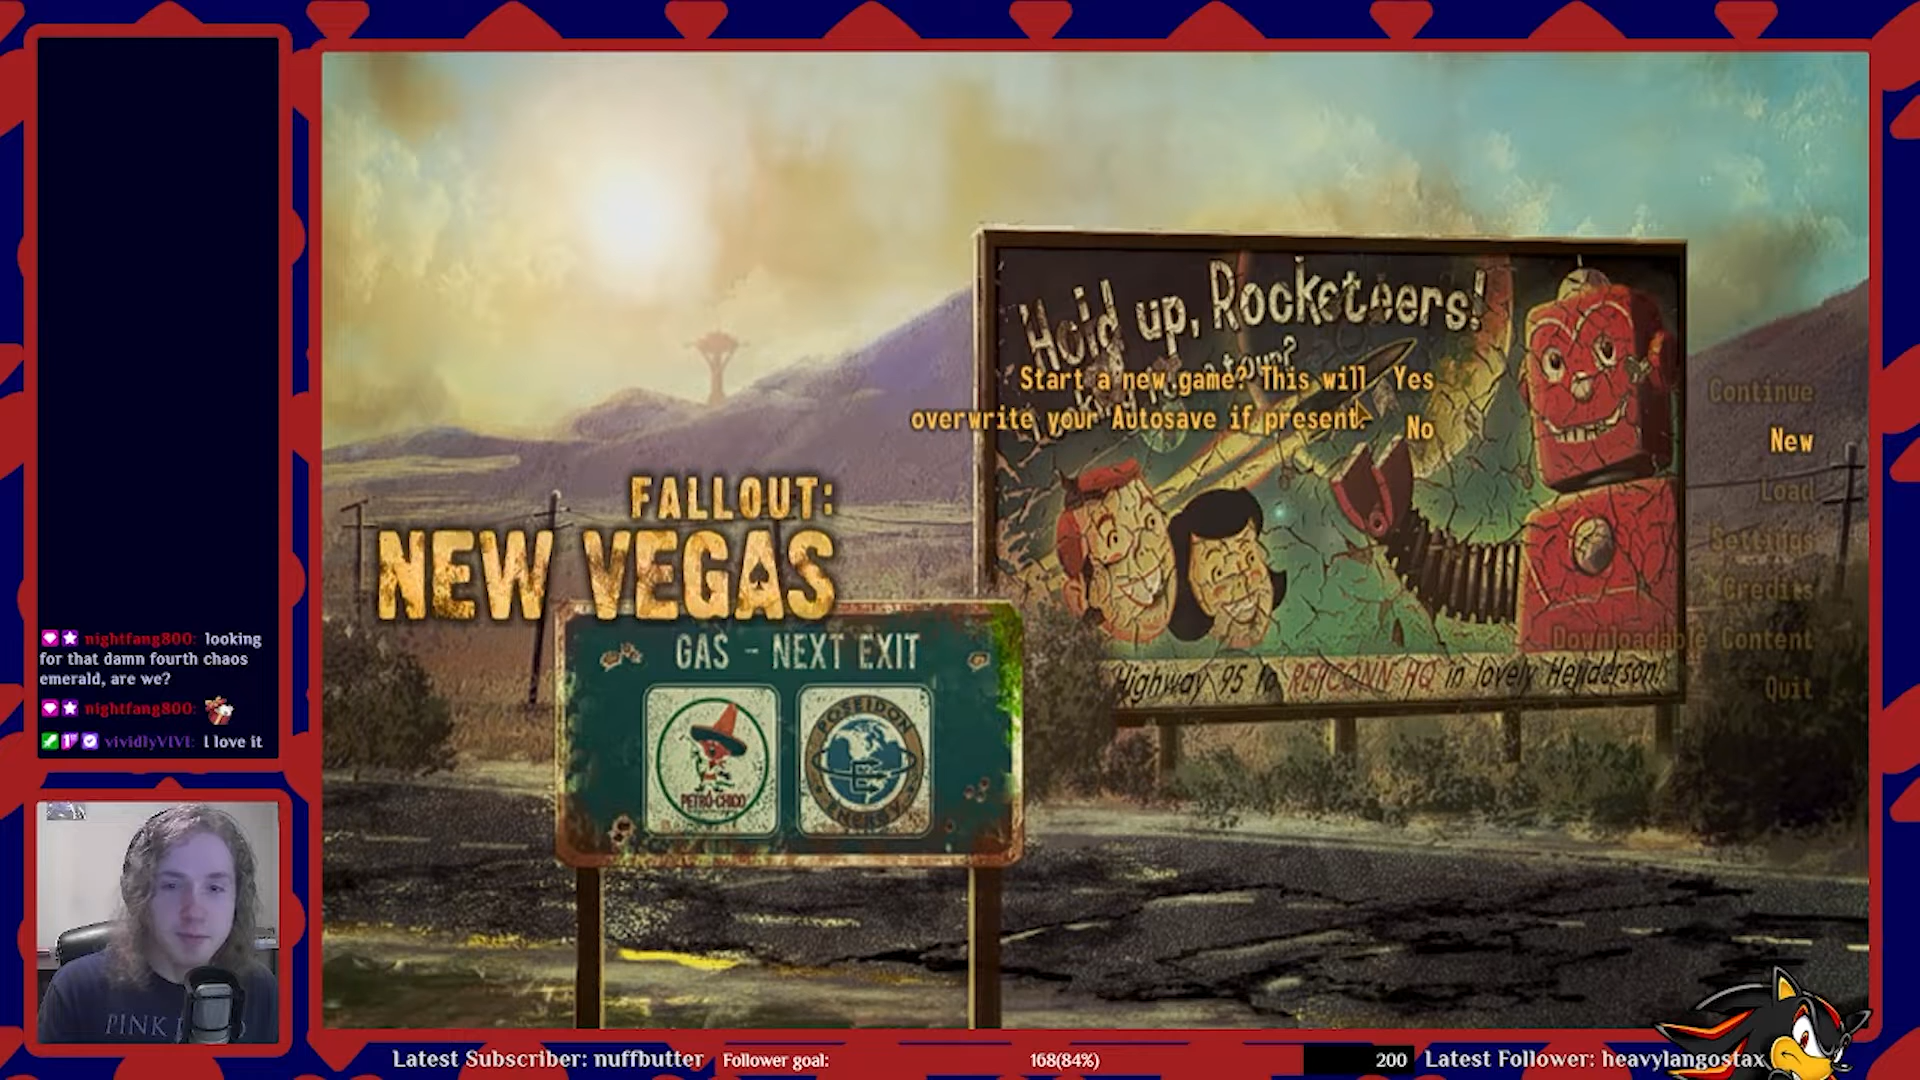 Hold up, Rocketeers!
Start a new game? This will
overwrite your Autosave if present.
Yes
No
Continue
New
Load
Settings
Credits
Downloadable Content
Quit
FALLOUT:
NEW VEGAS
GAS - NEXT EXIT
PETRO-CHICO
POSEIDON
ENERGY
Highway 95 to REPCONN HQ in lovely Henderson!
nightfang800: looking
for that damn fourth chaos
emerald, are we?
nightfang800:
vividlyVIVI: I love it
PINK
Latest Subscriber: nuffbutter
Follower goal:
168(84%)
200
Latest Follower: heavylangostax